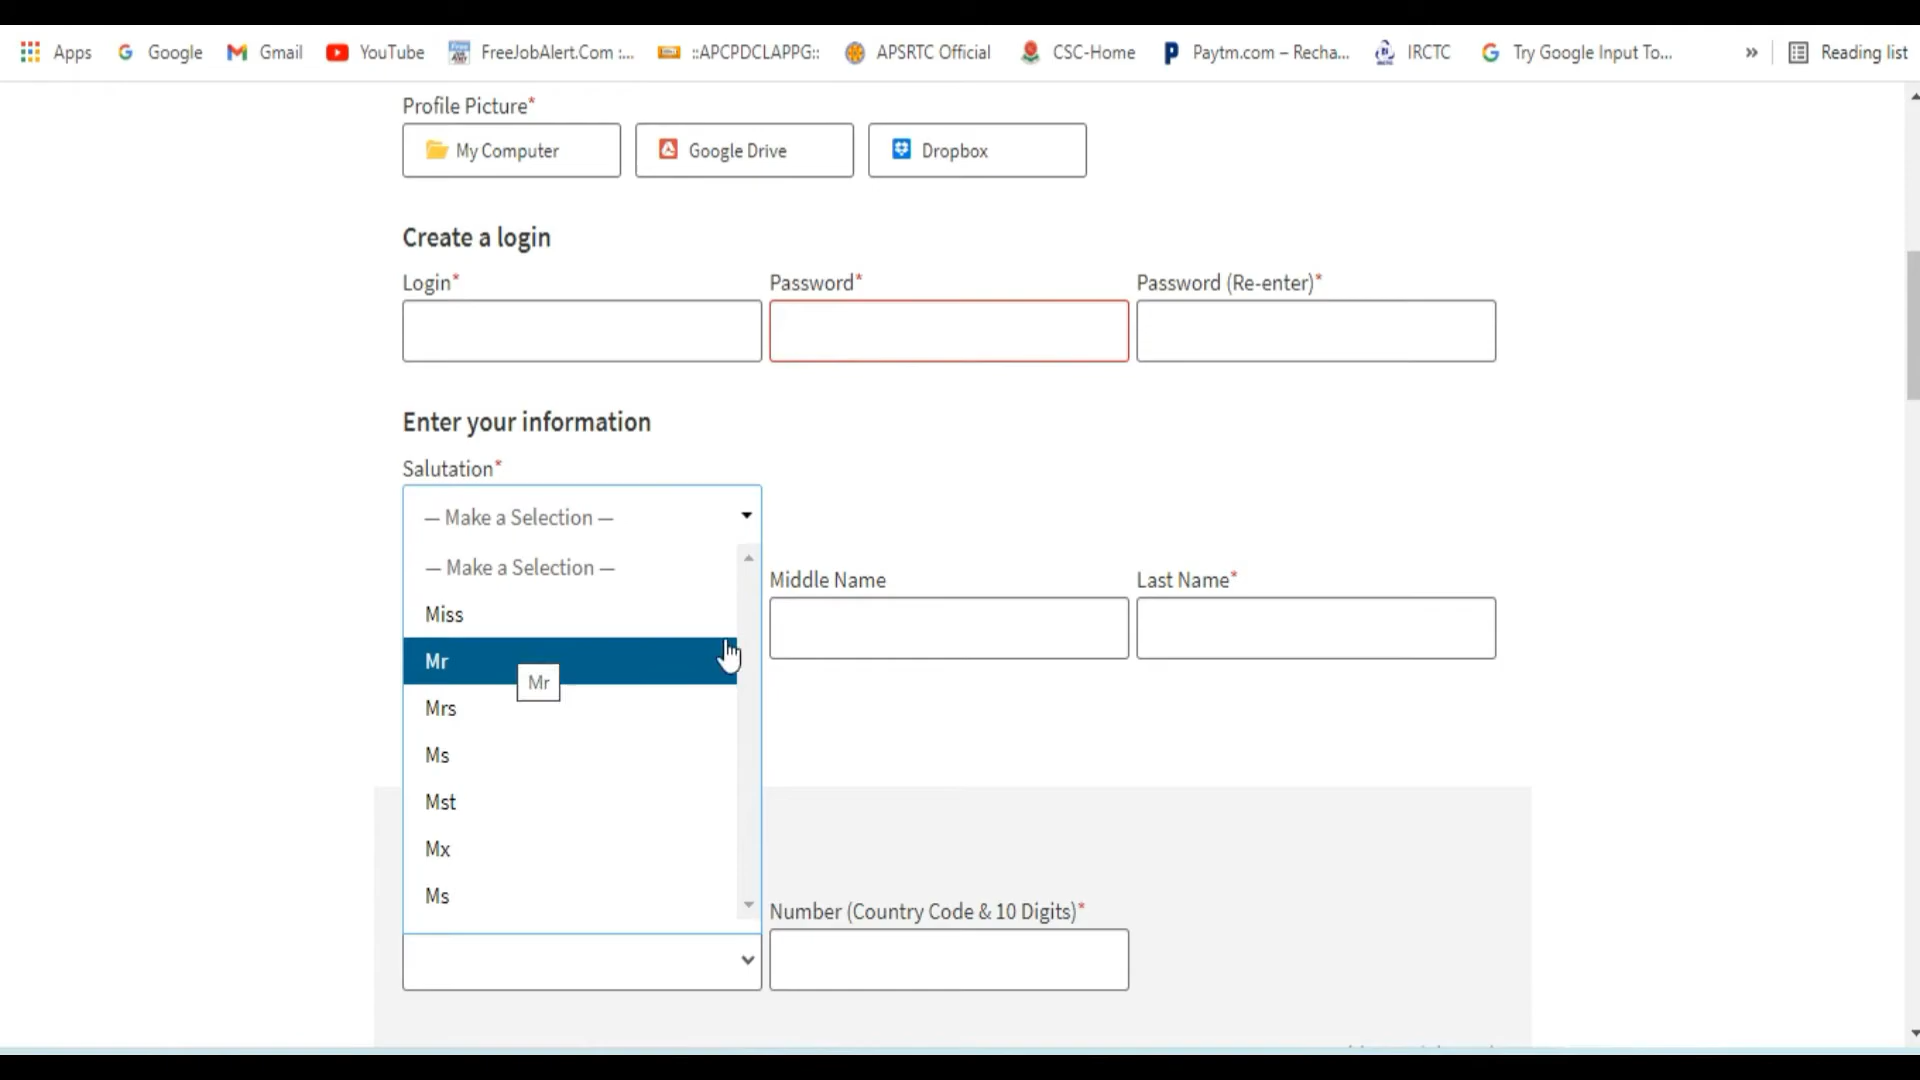 Apps Google Gmail YouTube FreeJobAlert.Com :... ::APCPDCLAPPG:: APSRTC Official CSC-Home Paytm.com – Recha... IRCTC Try Google Input To... » Reading list
Profile Picture*
My Computer Google Drive Dropbox
Create a login
Login* Password* Password (Re-enter)*
Enter your information
Salutation*
— Make a Selection —
— Make a Selection —
Middle Name Last Name*
Miss
Mr
Mr
Mrs
Ms
Mst
Mx
Ms
Number (Country Code & 10 Digits)*